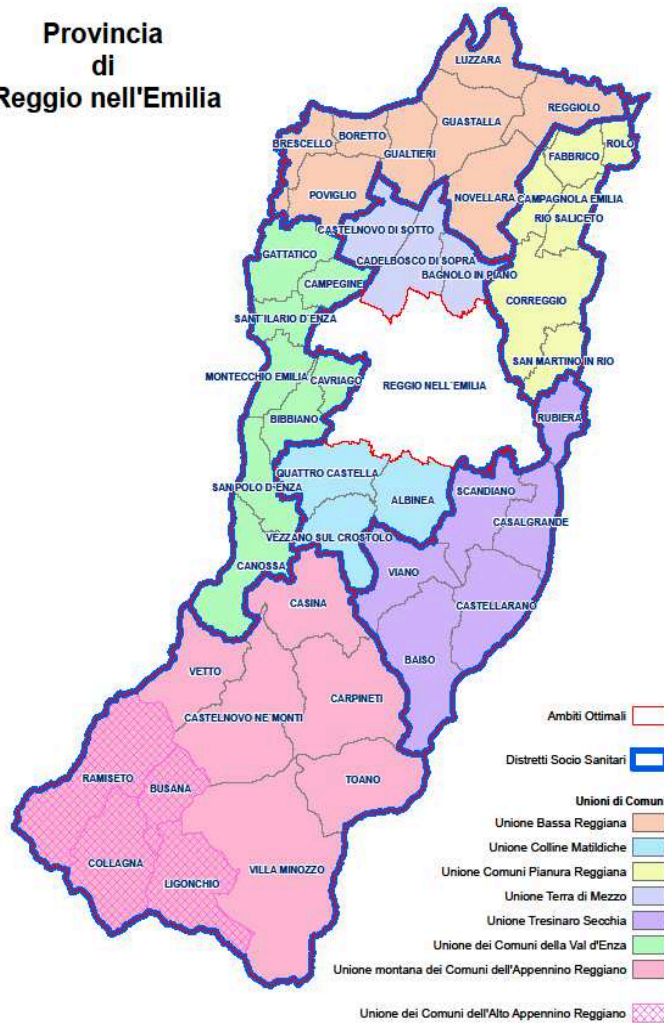 Provincia
di
Reggio nell'Emilia
LUZZARA
REGGIOLO
GUASTALLA
BORETTO
BRESCELLO
GUALTIERI
FABBRICO
ROLO
POVIGLIO
NOVELLARA
CAMPAGNOLA EMILIA
RIO SALICETO
CASTELNOVO DI SOTTO
GATTATICO
CADELBOSCO DI SOPRA
BAGNOLO IN PIANO
CAMPEGINE
CORREGGIO
SANT'ILARIO D'ENZA
SAN MARTINO IN RIO
MONTECCHIO EMILIA
CAVRIAGO
REGGIO NELL'EMILIA
BIBBIANO
RUBIERA
QUATTRO CASTELLA
SAN POLO D'ENZA
ALBINEA
SCANDIANO
CASALGRANDE
VEZZANO SUL CROSTOLO
CANOSSA
VIANO
CASINA
CASTELLARANO
BAISO
VETTO
CARPINETI
CASTELNOVO NE MONTI
RAMISETO
BUSANA
TOANO
COLLAGNA
LIGONCHIO
VILLA MINOZZO
Ambiti Ottimali
Distretti Socio Sanitari
Unioni di Comun
Unione Bassa Reggiana
Unione Colline Matildiche
Unione Comuni Pianura Reggiana
Unione Terra di Mezzo
Unione Tresinaro Secchia
Unione dei Comuni della Val d'Enza
Unione montana dei Comuni dell'Appennino Reggiano
Unione dei Comuni dell'Alto Appennino Reggiano